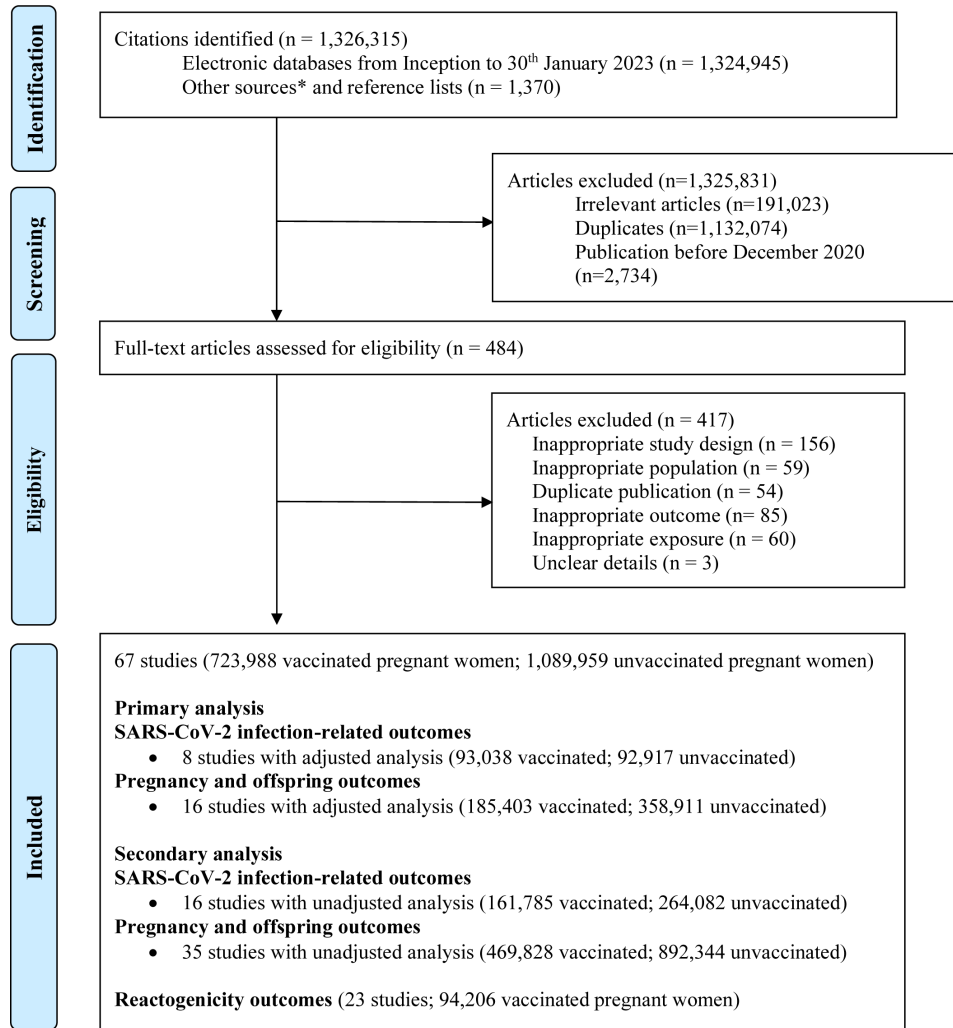 Identification
Citations identified (n = 1,326,315)
Electronic databases from Inception to 30th January 2023 (n = 1,324,945)
Other sources* and reference lists (n = 1,370)
Screening
Articles excluded (n=1,325,831)
Irrelevant articles (n=191,023)
Duplicates (n=1,132,074)
Publication before December 2020
(n=2,734)
Full-text articles assessed for eligibility (n = 484)
Eligibility
Articles excluded (n = 417)
Inappropriate study design (n = 156)
Inappropriate population (n = 59)
Duplicate publication (n = 54)
Inappropriate outcome (n= 85)
Inappropriate exposure (n = 60)
Unclear details (n = 3)
Included
67 studies (723,988 vaccinated pregnant women; 1,089,959 unvaccinated pregnant women)
Primary analysis
SARS-CoV-2 infection-related outcomes
• 8 studies with adjusted analysis (93,038 vaccinated; 92,917 unvaccinated)
Pregnancy and offspring outcomes
• 16 studies with adjusted analysis (185,403 vaccinated; 358,911 unvaccinated)
Secondary analysis
SARS-CoV-2 infection-related outcomes
• 16 studies with unadjusted analysis (161,785 vaccinated; 264,082 unvaccinated)
Pregnancy and offspring outcomes
• 35 studies with unadjusted analysis (469,828 vaccinated; 892,344 unvaccinated)
Reactogenicity outcomes (23 studies; 94,206 vaccinated pregnant women)